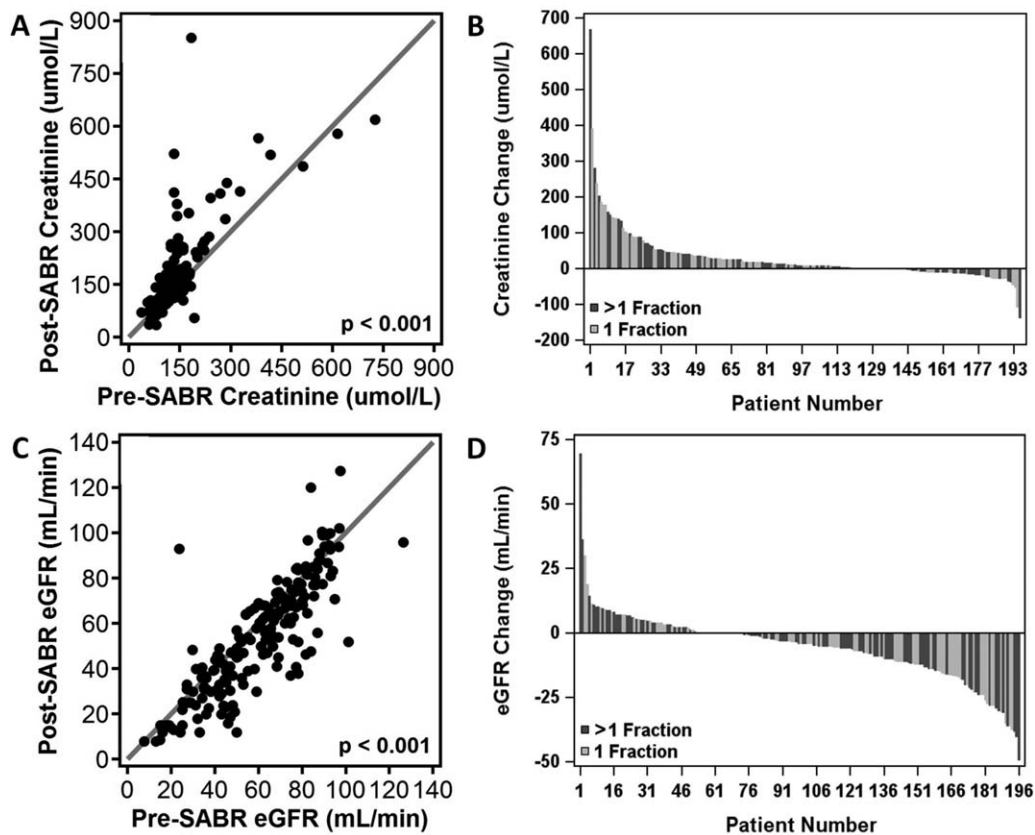 A
Post-SABR Creatinine (umol/L)
900
750
600
450
300
150
0
p < 0.001
0 150 300 450 600 750 900
Pre-SABR Creatinine (umol/L)
B
Creatinine Change (umol/L)
700
600
500
400
300
200
100
0
-100
-200
>1 Fraction
1 Fraction
1 17 33 49 65 81 97 113 129 145 161 177 193
Patient Number
C
Post-SABR eGFR (mL/min)
140
120
100
80
60
40
20
0
p < 0.001
0 20 40 60 80 100 120 140
Pre-SABR eGFR (mL/min)
D
eGFR Change (mL/min)
75
50
25
0
-25
-50
>1 Fraction
1 Fraction
1 16 31 46 61 76 91 106 121 136 151 166 181 196
Patient Number